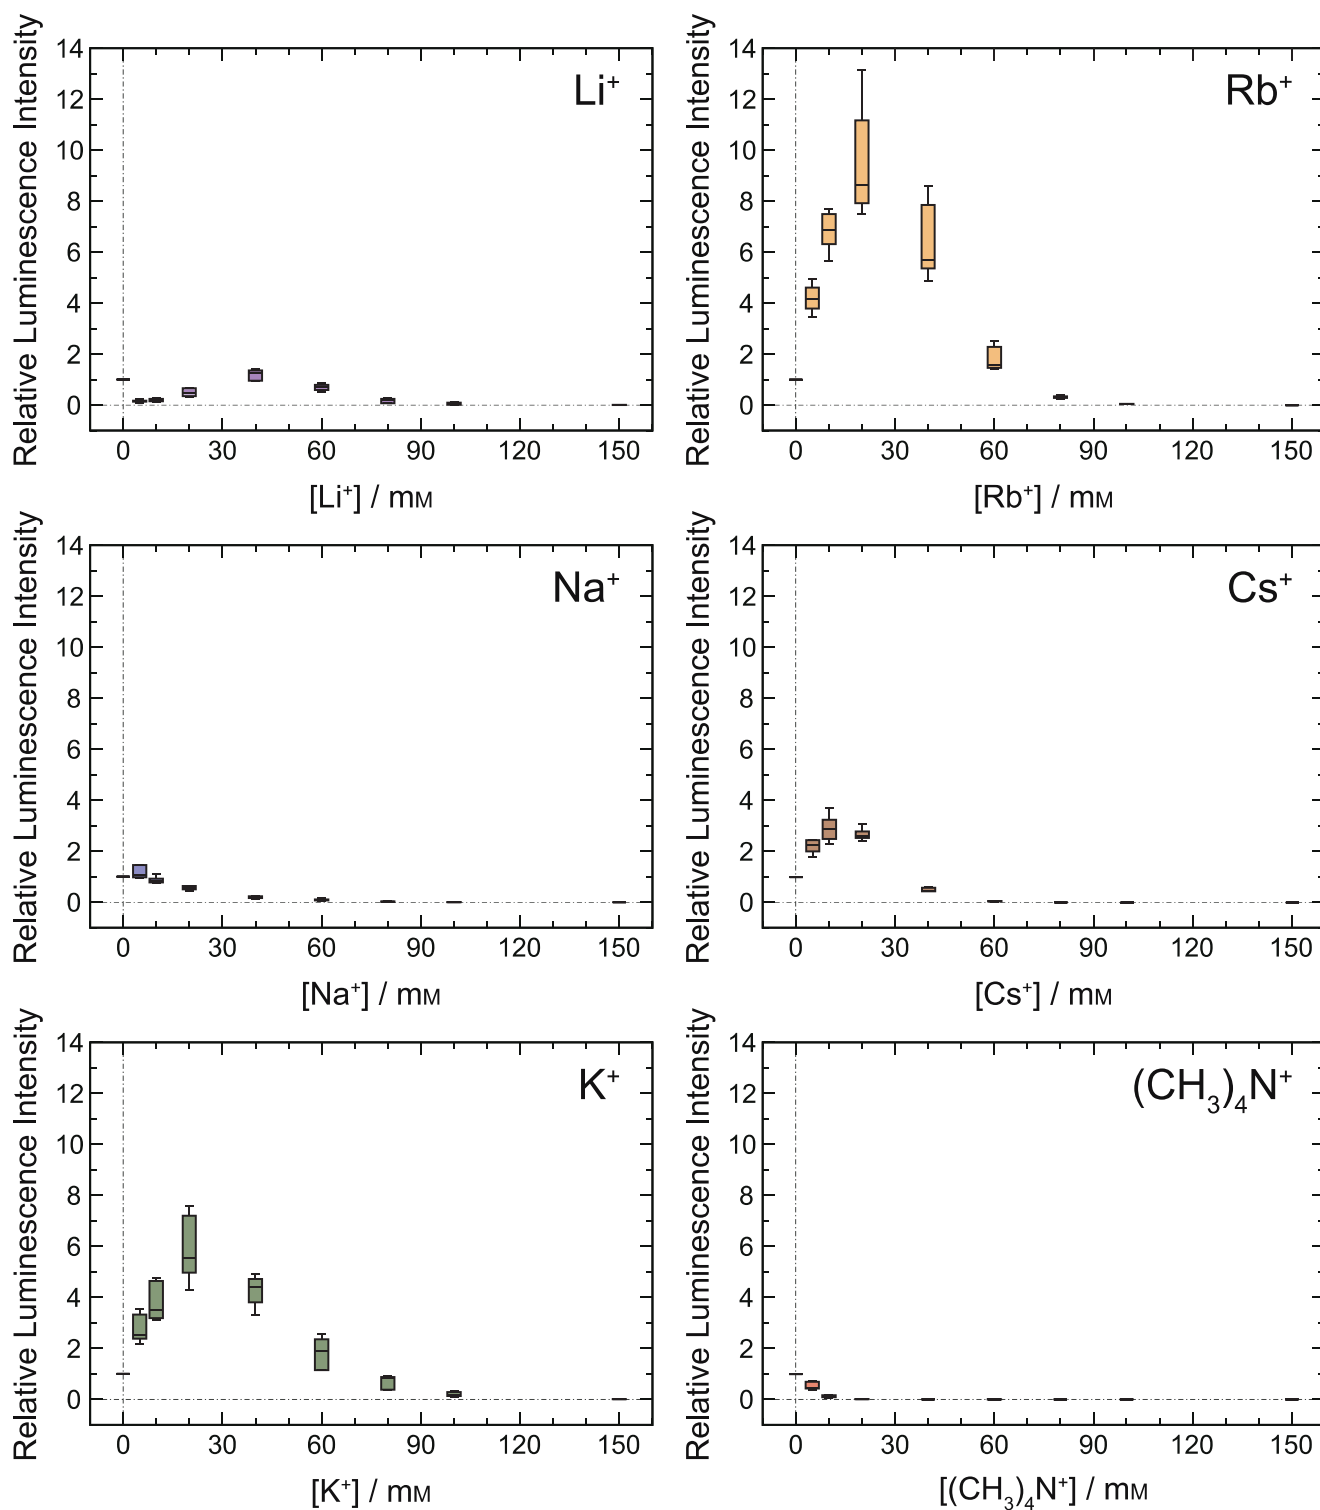 Relative Luminescence Intensity
14
12
10
8
6
4
2
0
Li⁺
0 30 60 90 120 150
[Li⁺] / mM
Relative Luminescence Intensity
14
12
10
8
6
4
2
0
Rb⁺
0 30 60 90 120 150
[Rb⁺] / mM
Relative Luminescence Intensity
14
12
10
8
6
4
2
0
Na⁺
0 30 60 90 120 150
[Na⁺] / mM
Relative Luminescence Intensity
14
12
10
8
6
4
2
0
Cs⁺
0 30 60 90 120 150
[Cs⁺] / mM
Relative Luminescence Intensity
14
12
10
8
6
4
2
0
K⁺
0 30 60 90 120 150
[K⁺] / mM
Relative Luminescence Intensity
14
12
10
8
6
4
2
0
(CH₃)₄N⁺
0 30 60 90 120 150
[(CH₃)₄N⁺] / mM